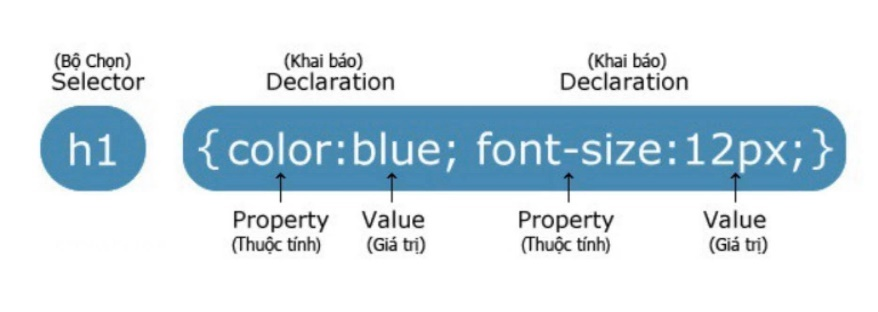 (Bộ Chọn) (Khai báo) (Khai báo)
Selector Declaration Declaration
h1 {color:blue; font-size:12px;}
Property Value Property Value
(Thuộc tính) (Giá trị) (Thuộc tính) (Giá trị)